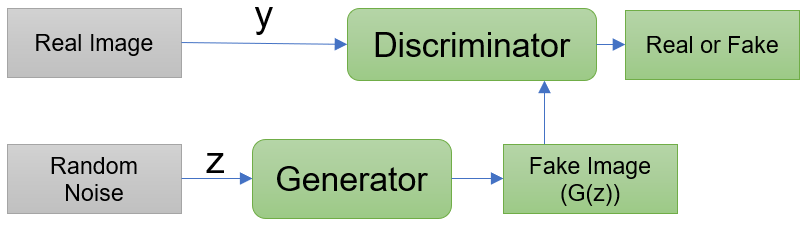 Real Image
y
Discriminator
Real or Fake
Random
Noise
z
Generator
Fake Image
(G(z))